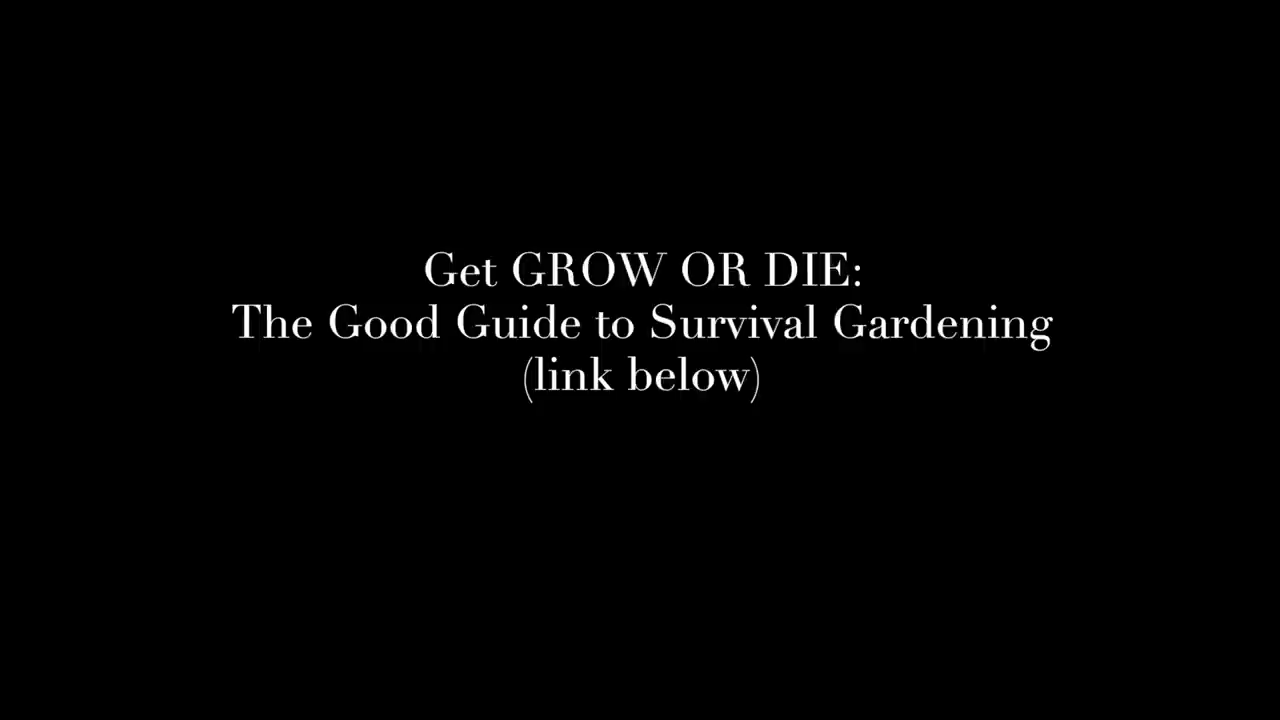 Get GROW OR DIE:
The Good Guide to Survival Gardening
(link below)